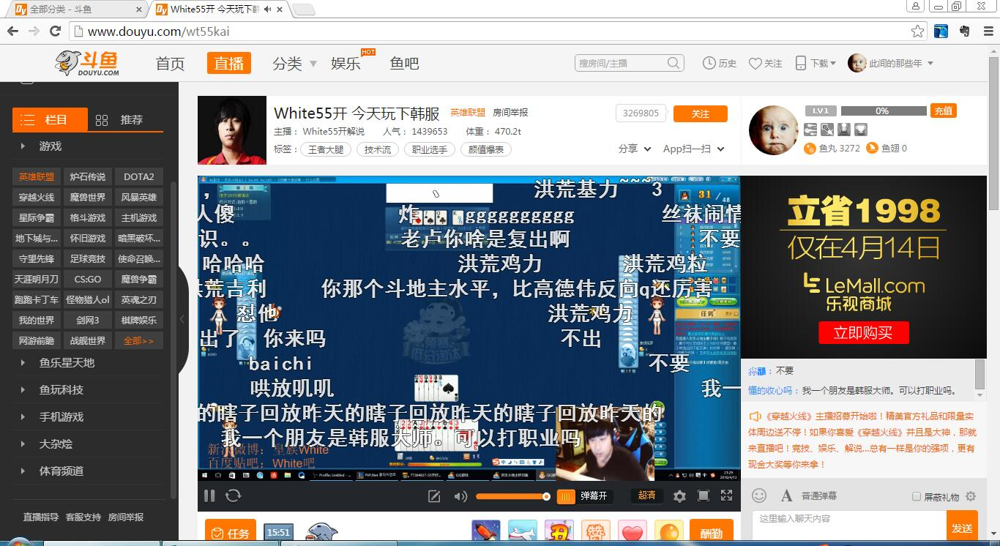 全部分类 - 斗鱼
White55开 今天玩下韩
www.douyu.com/wt55kai
斗鱼
DOUYU.COM
首页
直播
分类
娱乐
HOT
鱼吧
搜房间/主播
历史
关注
下载
此间的那些年
栏目
推荐
游戏
英雄联盟 炉石传说 DOTA2
穿越火线 魔兽世界 风暴英雄
星际争霸 格斗游戏 主机游戏
地下城与... 怀旧游戏 暗黑破坏...
守望先锋 足球竞技 使命召唤...
天涯明月刀 CS:GO 魔兽争霸
跑跑卡丁车 怪物猎人ol 英魂之刃
我的世界 剑网3 棋牌娱乐
网游前瞻 战舰世界 全部>>
鱼乐星天地
鱼玩科技
手机游戏
大杂烩
体育频道
直播指导 客服支持 房间举报
White55开 今天玩下韩服
英雄联盟 房间举报
主播： White55开解说 人气： 1439653 体重： 470.2t
标签： 王者大腿 技术流 职业选手 颜值爆表
3269805
关注
分享
App扫一扫
LV1
0%
充值
鱼丸 3272
鱼翅 0
31 / 48
洪荒基力
~~~3
人傻
炸
gggggggggg
丝袜闹情
识。。
老卢你啥是复出啊
不要
哈哈哈
洪荒鸡力
洪荒鸡粒
洪荒吉利
你那个斗地主水平，比高德伟反向q还厉害
怼他
洪荒鸡力
任务
出了
你来吗
不出
baichi
不要
哄放叽叽
我一
的瞎子回放昨天的瞎子回放昨天的瞎子回放昨天的
我一个朋友是韩服大师。可以打职业吗
新浪微博：皇族White
百度贴吧：White吧
21:29
2016/4/13
弹幕开
超清
任务
15:51
丑
赞
酬勤
立省1998
仅在4月14日
LeMall.com
乐视商城
立即购买
不要
懂的收心吗： 我一个朋友是韩服大师。可以打职业吗。
《穿越火线》主播招募开始啦！精美官方礼品和限量实
体周边送不停！如果你喜爱《穿越火线》并且是大神，那就
来直播吧！竞技、娱乐、解说...总有一样是你的强项，更有
现金大奖等你来拿！
A
普通弹幕
屏蔽礼物
这里输入聊天内容
发送